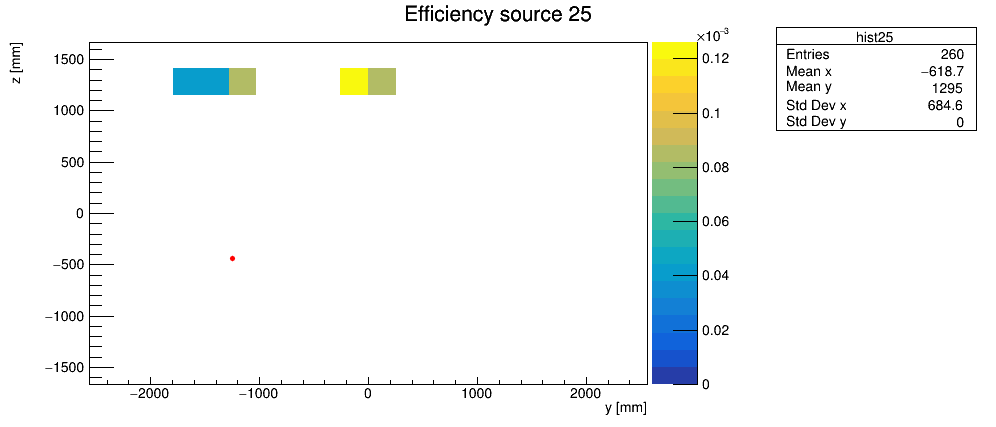 Efficiency source 25
z [mm]
1500
1000
500
0
−500
−1000
−1500
−2000 −1000 0 1000 2000
y [mm]
×10⁻³
0.12
0.1
0.08
0.06
0.04
0.02
0
hist25
Entries 260
Mean x −618.7
Mean y 1295
Std Dev x 684.6
Std Dev y 0